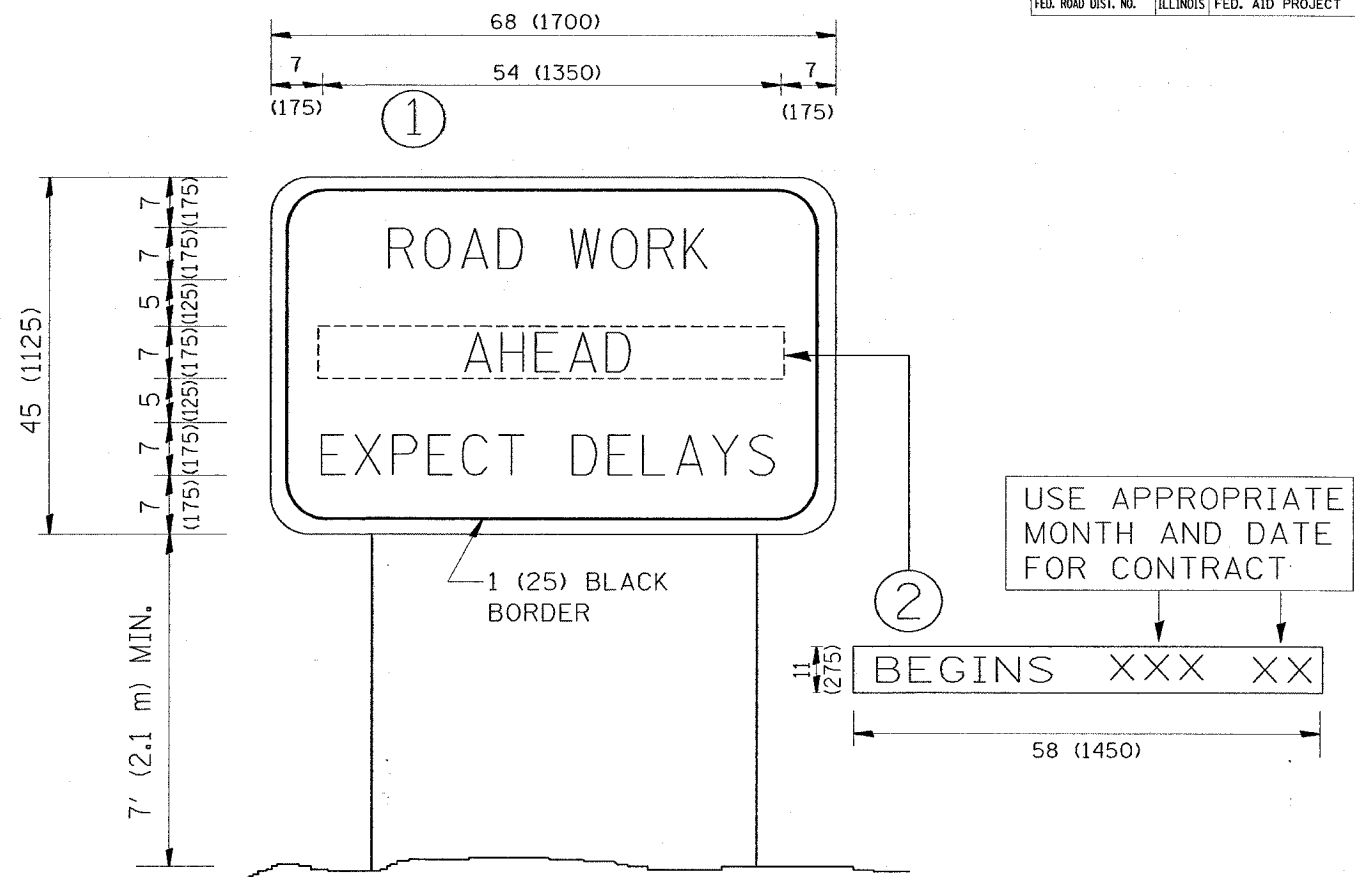 FED. ROAD DIST. NO. ILLINOIS FED. AID PROJECT
68 (1700)
7 54 (1350) 7
(175) (175)
1
45 (1125)
7 (175)
7 (175)
5 (125)
7 (175)
5 (125)
7 (175)
7 (175)
ROAD WORK
AHEAD
EXPECT DELAYS
1 (25) BLACK
BORDER
7' (2.1 m) MIN.
2
USE APPROPRIATE
MONTH AND DATE
FOR CONTRACT
11 (275)
BEGINS XXX XX
58 (1450)